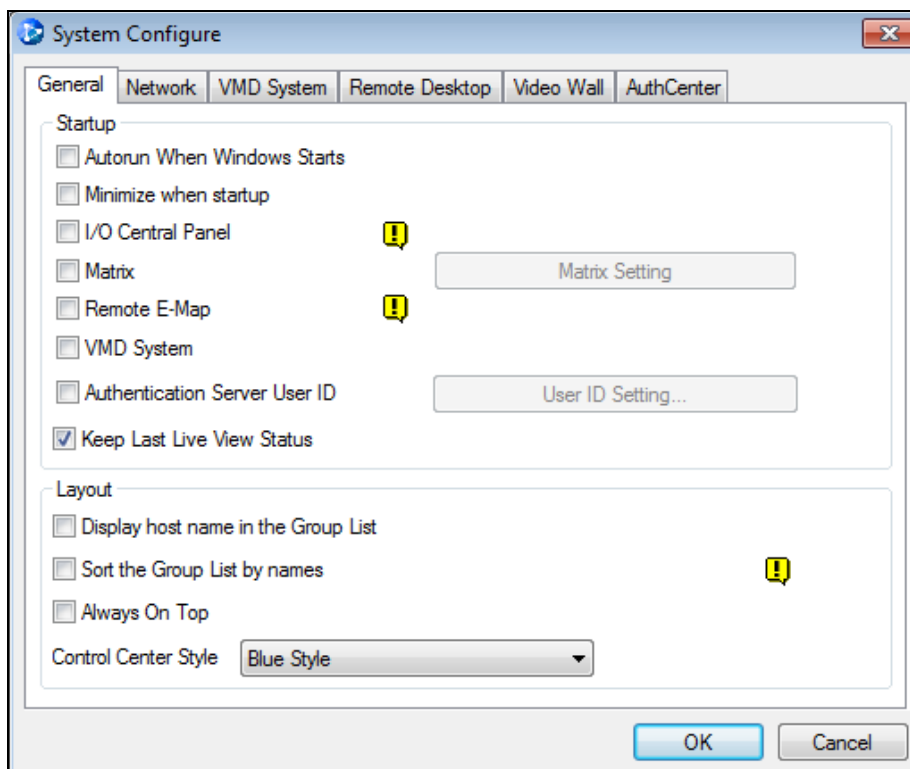 System Configure
General Network VMD System Remote Desktop Video Wall AuthCenter
Startup
Autorun When Windows Starts
Minimize when startup
I/O Central Panel
Matrix Matrix Setting
Remote E-Map
VMD System
Authentication Server User ID User ID Setting...
Keep Last Live View Status
Layout
Display host name in the Group List
Sort the Group List by names
Always On Top
Control Center Style Blue Style
OK Cancel